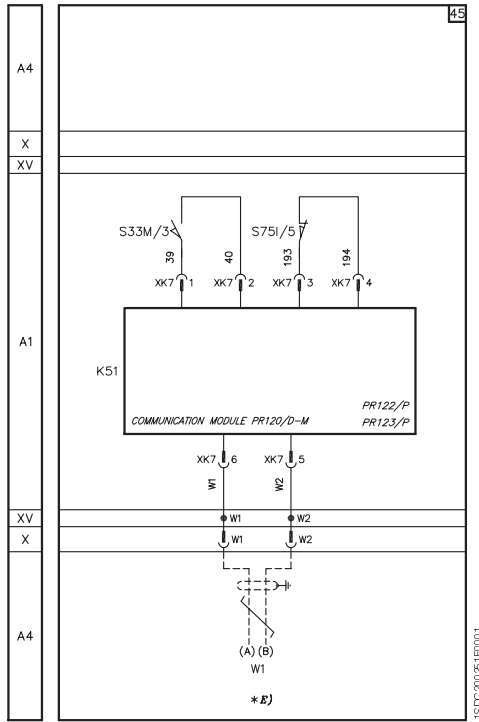 45
A4
X
XV
S33M/3
S75I/5
39
40
193
194
XK7 1
XK7 2
XK7 3
XK7 4
A1
K51
PR122/P
COMMUNICATION MODULE PR120/D-M
PR123/P
XK7 6
XK7 5
W1
W2
XV
W1
W2
X
W1
W2
A4
(A) (B)
W1
*E)
1SDC200251F0001